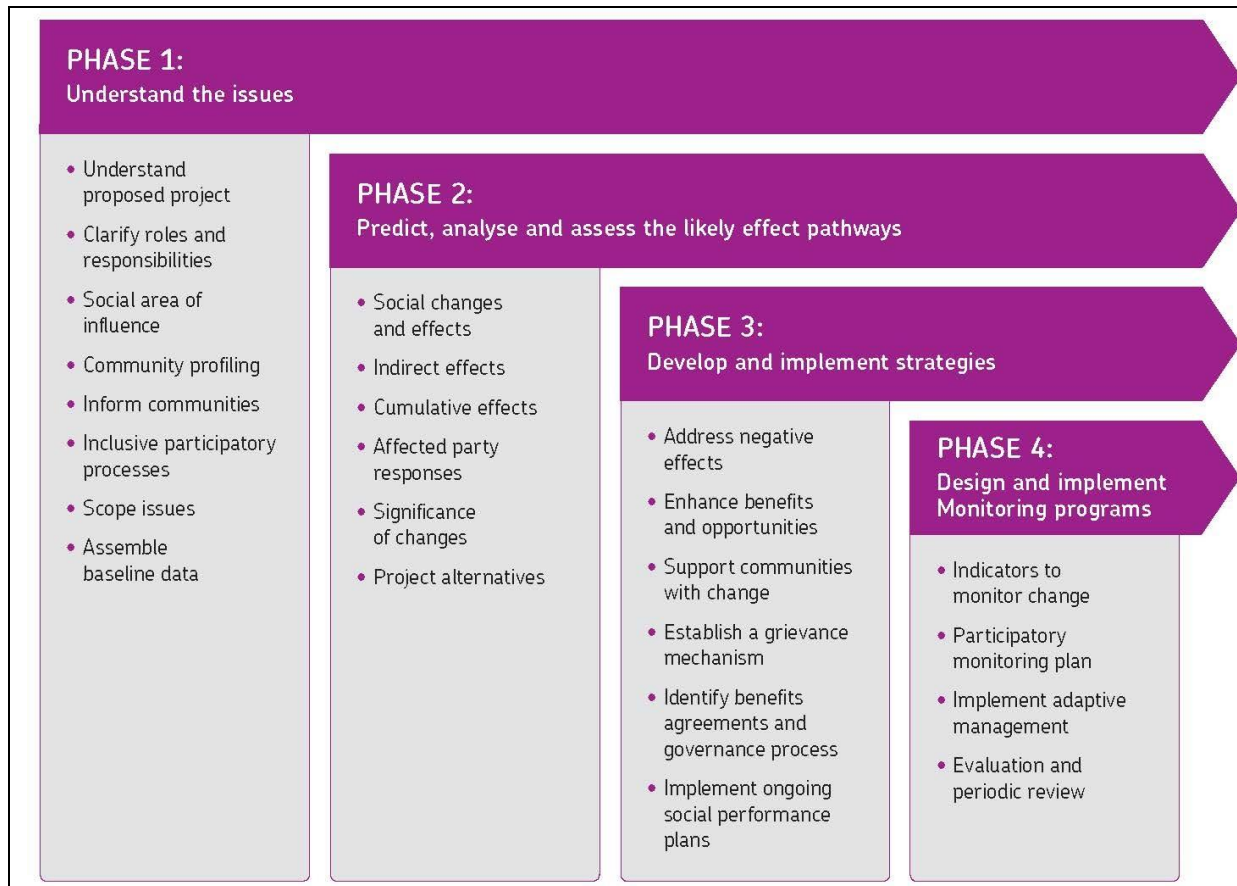 PHASE 1:
Understand the issues
• Understand
proposed project
• Clarify roles and
responsibilities
• Social area of
influence
• Community profiling
• Inform communities
• Inclusive participatory
processes
• Scope issues
• Assemble
baseline data
PHASE 2:
Predict, analyse and assess the likely effect pathways
• Social changes
and effects
• Indirect effects
• Cumulative effects
• Affected party
responses
• Significance
of changes
• Project alternatives
PHASE 3:
Develop and implement strategies
• Address negative
effects
• Enhance benefits
and opportunities
• Support communities
with change
• Establish a grievance
mechanism
• Identify benefits
agreements and
governance process
• Implement ongoing
social performance
plans
PHASE 4:
Design and implement
Monitoring programs
• Indicators to
monitor change
• Participatory
monitoring plan
• Implement adaptive
management
• Evaluation and
periodic review